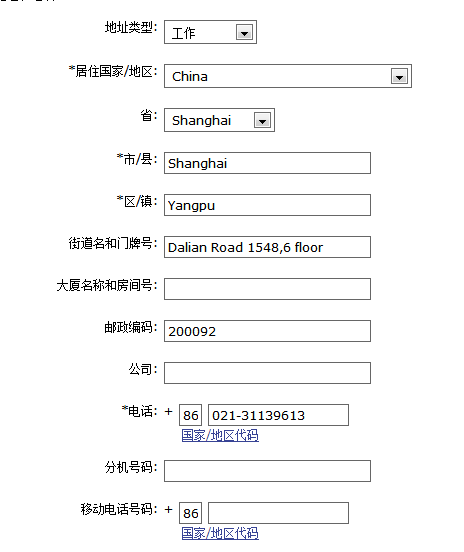 地址类型: 工作
*居住国家/地区: China
省: Shanghai
*市/县: Shanghai
*区/镇: Yangpu
街道名和门牌号: Dalian Road 1548,6 floor
大厦名称和房间号:
邮政编码: 200092
公司:
*电话: + 86 021-31139613
国家/地区代码
分机号码:
移动电话号码: + 86
国家/地区代码